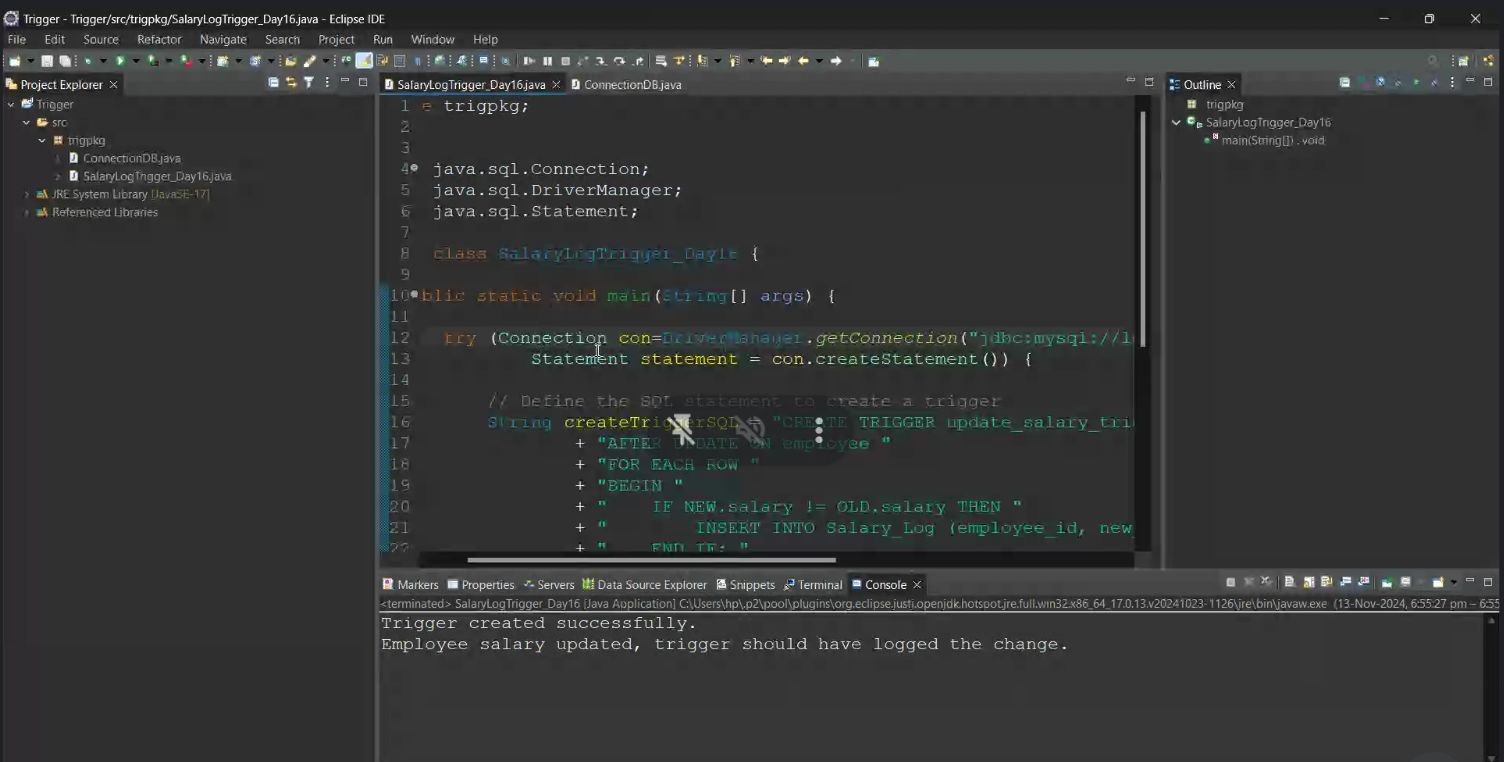 Trigger - Trigger/src/trigpkg/SalaryLogTrigger_Day16.java - Eclipse IDE
File Edit Source Refactor Navigate Search Project Run Window Help
Project Explorer
Trigger
src
trigpkg
ConnectionDB.java
SalaryLogTrigger_Day16.java
JRE System Library [JavaSE-17]
Referenced Libraries
SalaryLogTrigger_Day16.java ConnectionDB.java
1 e trigpkg;
2
3
4 java.sql.Connection;
5 java.sql.DriverManager;
6 java.sql.Statement;
7
8 class SalaryLogTrigger_Day16 {
9
10 blic static void main(String[] args) {
11
12 try (Connection con=DriverManager.getConnection("jdbc:mysql://l
13 Statement statement = con.createStatement()) {
14
15 // Define the SQL statement to create a trigger
16 String createTriggerSQL = "CREATE TRIGGER update_salary_tri
17 + "AFTER UPDATE ON employee "
18 + "FOR EACH ROW "
19 + "BEGIN "
20 + " IF NEW.salary != OLD.salary THEN "
21 + " INSERT INTO Salary_Log (employee_id, new_
22 + " END IF; "
Outline
trigpkg
SalaryLogTrigger_Day16
main(String[]) : void
Markers Properties Servers Data Source Explorer Snippets Terminal Console
<terminated> SalaryLogTrigger_Day16 [Java Application] C:\Users\hp\.p2\pool\plugins\org.eclipse.justj.openjdk.hotspot.jre.full.win32.x86_64_17.0.13.v20241023-1126\jre\bin\javaw.exe (13-Nov-2024, 6:55:27 pm – 6:55
Trigger created successfully.
Employee salary updated, trigger should have logged the change.